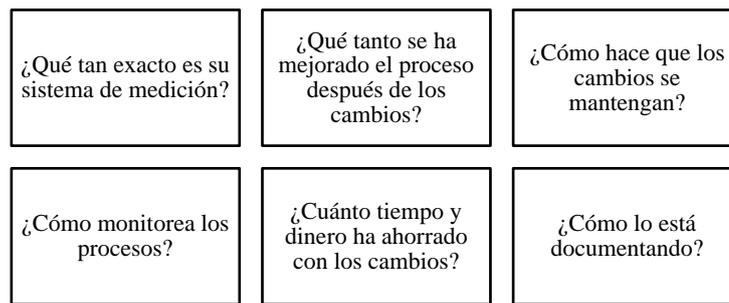 ¿Qué tan exacto es su
sistema de medición?
¿Qué tanto se ha
mejorado el proceso
después de los
cambios?
¿Cómo hace que los
cambios se
mantengan?
¿Cómo monitorea los
procesos?
¿Cuánto tiempo y
dinero ha ahorrado
con los cambios?
¿Cómo lo está
documentando?